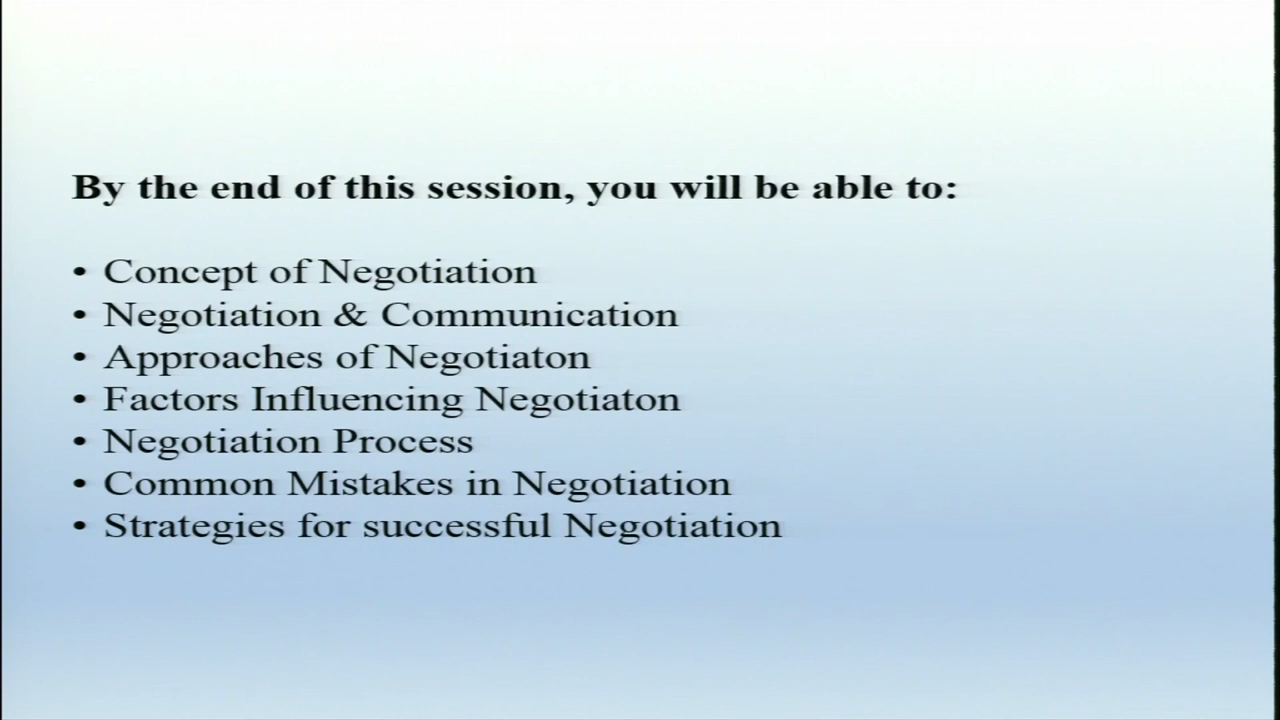 By the end of this session, you will be able to:
• Concept of Negotiation
• Negotiation & Communication
• Approaches of Negotiaton
• Factors Influencing Negotiaton
• Negotiation Process
• Common Mistakes in Negotiation
• Strategies for successful Negotiation